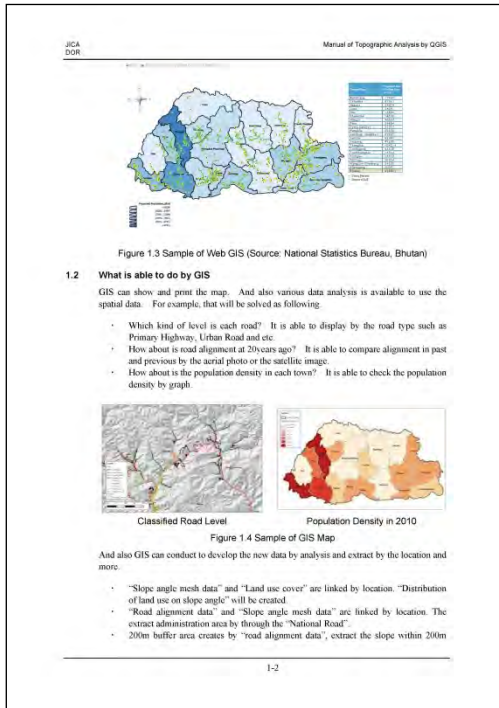 JICA
DOR
Manual of Topographic Analysis by QGIS
Figure 1.3 Sample of Web GIS (Source: National Statistics Bureau, Bhutan)
1.2 What is able to do by GIS
GIS can show and print the map. And also various data analysis is available to use the
spatial data. For example, that will be solved as following.
· Which kind of level is each road? It is able to display by the road type such as
Primary Highway, Urban Road and etc.
· How about is road alignment at 20years ago? It is able to compare alignment in past
and previous by the aerial photo or the satellite image.
· How about is the population density in each town? It is able to check the population
density by graph.
Classified Road Level
Population Density in 2010
Figure 1.4 Sample of GIS Map
And also GIS can conduct to develop the new data by analysis and extract by the location and
more.
· "Slope angle mesh data" and "Land use cover" are linked by location. "Distribution
of land use on slope angle" will be created.
· "Road alignment data" and "Slope angle mesh data" are linked by location. The
extract administration area by through the "National Road".
· 200m buffer area creates by "road alignment data", extract the slope within 200m
1-2